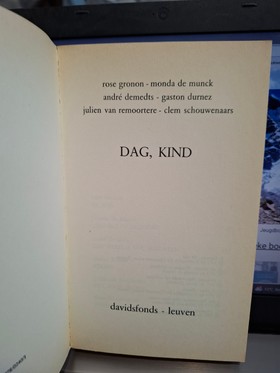 rose gronon - monda de munck
andré demedts - gaston durnez
julien van remoortere - clem schouwenaars
DAG, KIND
davidsfonds - leuven